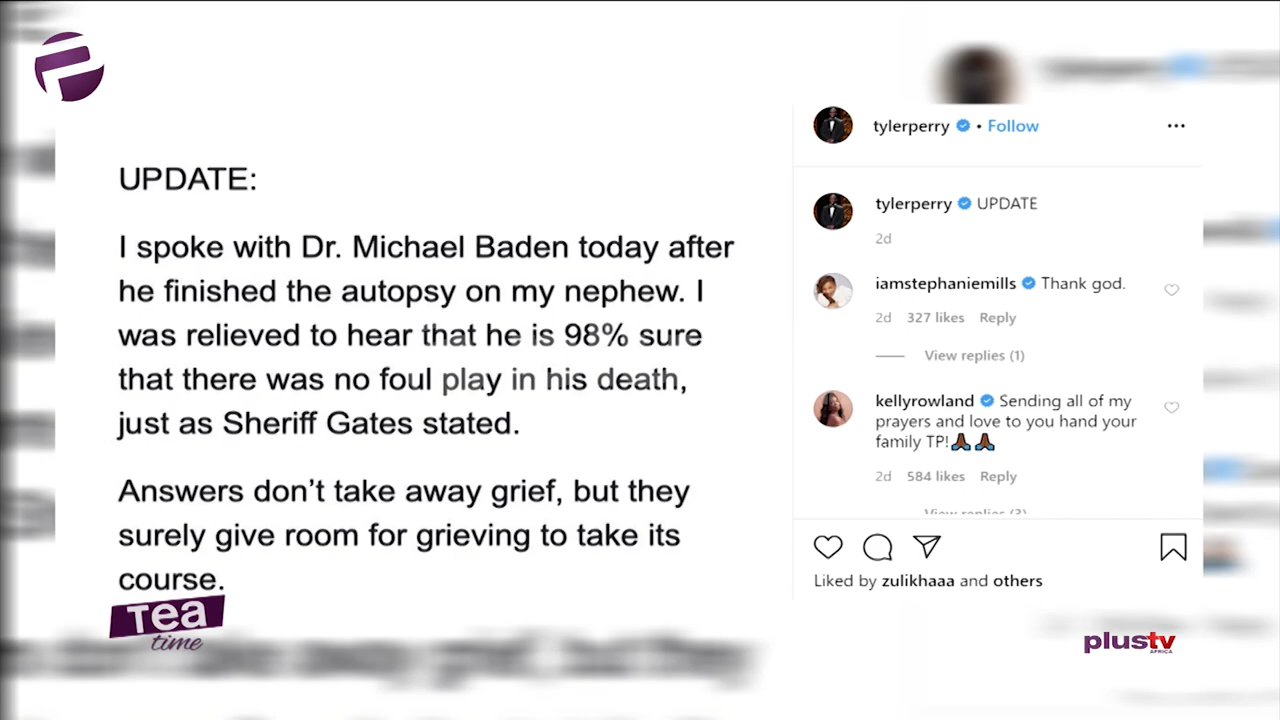 UPDATE:
I spoke with Dr. Michael Baden today after
he finished the autopsy on my nephew. I
was relieved to hear that he is 98% sure
that there was no foul play in his death,
just as Sheriff Gates stated.
Answers don’t take away grief, but they
surely give room for grieving to take its
course.
tylerperry • Follow
tylerperry UPDATE
2d
iamstephaniemills Thank god.
2d 327 likes Reply
View replies (1)
kellyrowland Sending all of my
prayers and love to you hand your
family TP!🙏🏾🙏🏾
2d 584 likes Reply
View replies (3)
Liked by zulikhaaa and others
Tea
time
plustv
AFRICA